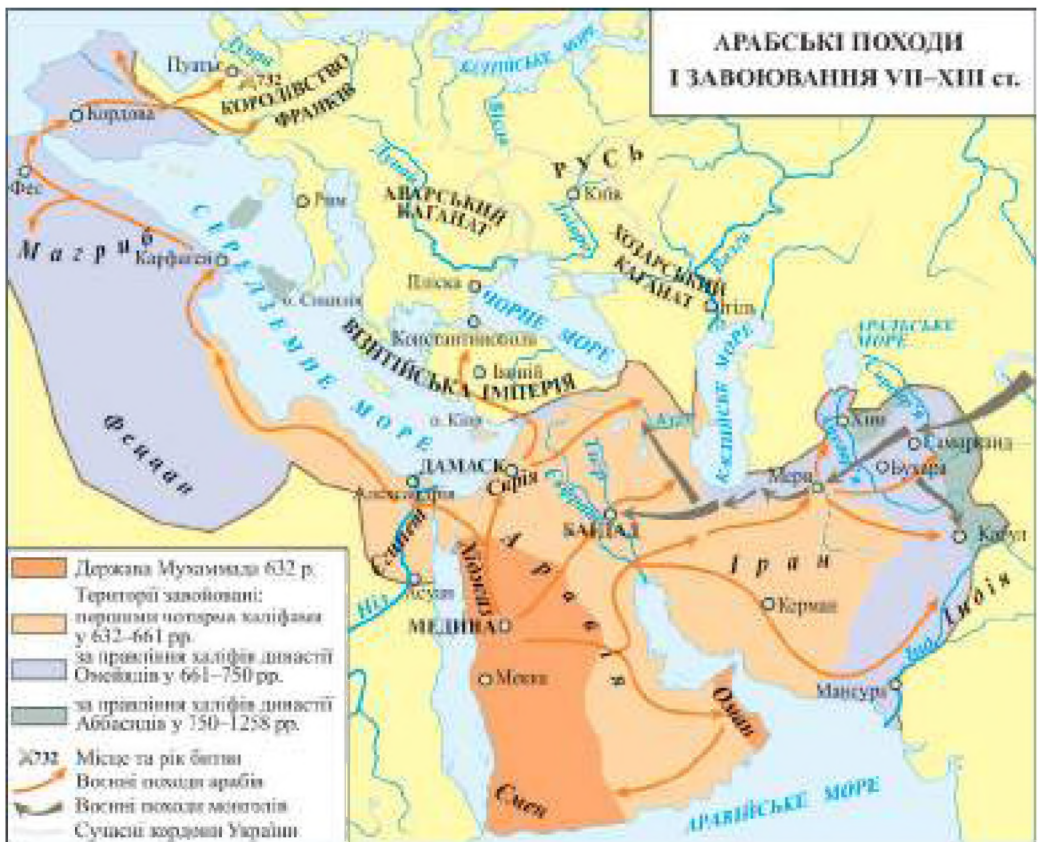 АРАБСЬКІ ПОХОДИ
І ЗАВОЮВАННЯ VII–XIII ст.
Пуатьє
732
КОРОЛІВСТВО
ФРАНКІВ
Кордова
Фес
Магриб
Карфаген
Рим
о. Сицилія
СЕРЕДЗЕМНЕ МОРЕ
Феццан
АВАРСЬКИЙ
КАГАНАТ
Дунай
РУСЬ
Київ
Дніпро
ХОЗАРСЬКИЙ
КАГАНАТ
Ітіль
Пліска
ЧОРНЕ МОРЕ
Константинополь
ВІЗАНТІЙСЬКА ІМПЕРІЯ
о. Кіпр
КАСПІЙСЬКЕ МОРЕ
АРАЛЬСЬКЕ
МОРЕ
Самарканд
Бухара
Мерв
Кабул
ДАМАСК
Сирія
Александрія
Єгипет
Асуан
Ніл
Тигр
Євфрат
БАГДАД
Іран
Керман
Індія
Інд
Мансура
Хіджаз
Аравія
МЕДИНА
Мекка
Оман
Ємен
АРАВІЙСЬКЕ МОРЕ
Держава Мухаммада 632 р.
Території завойовані:
першими чотирма халіфами
у 632–661 рр.
за правління халіфів династії
Омейядів у 661–750 рр.
за правління халіфів династії
Аббасидів у 750–1258 рр.
732 Місце та рік битви
Воєнні походи арабів
Воєнні походи монголів
Сучасні кордони України